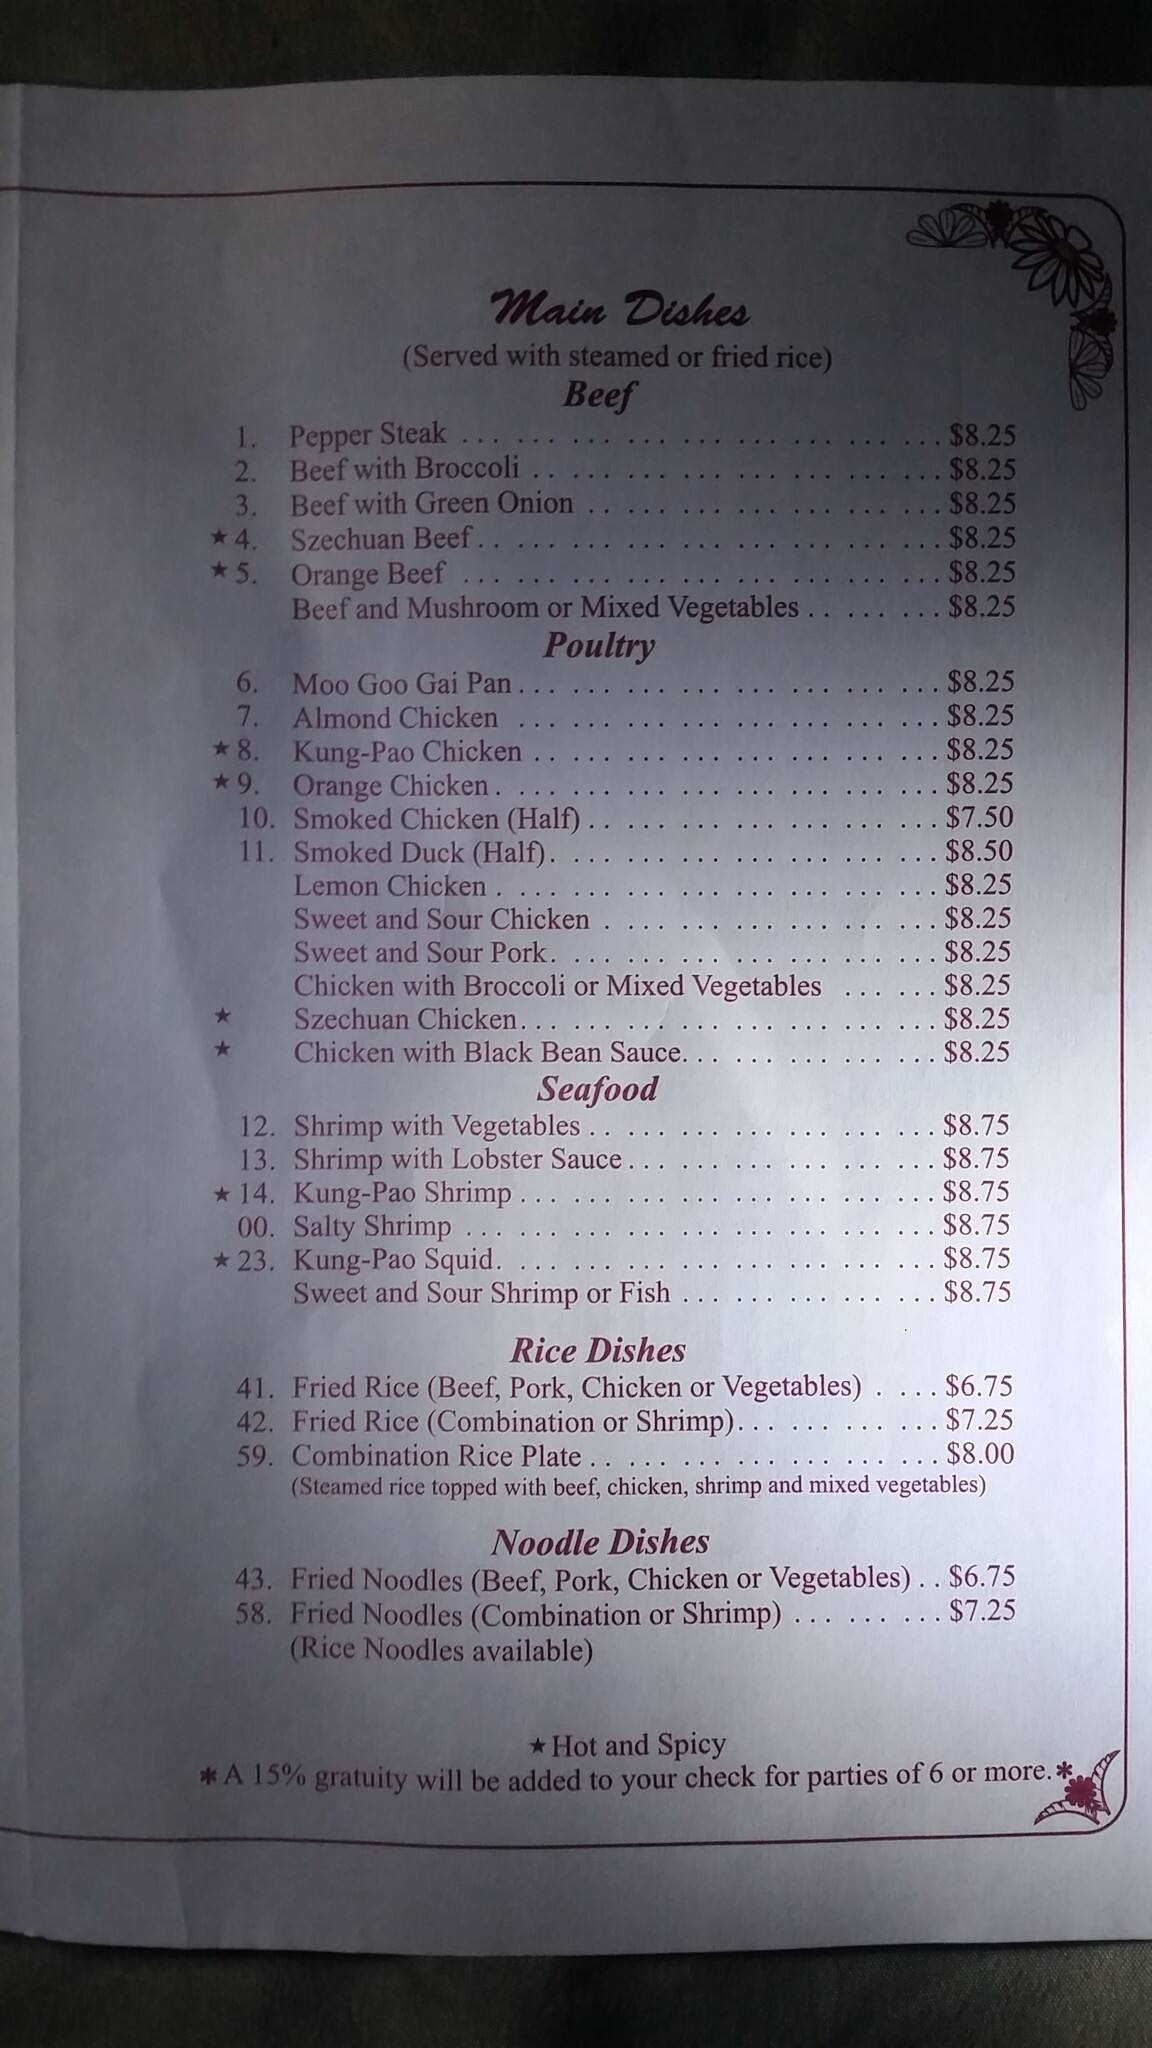 Main Dishes
(Served with steamed or fried rice)
Beef
1. Pepper Steak . . . . . . . . . . . . . . . . . . . . . . . . $8.25
2. Beef with Broccoli . . . . . . . . . . . . . . . . . . . . . $8.25
3. Beef with Green Onion . . . . . . . . . . . . . . . . . . $8.25
★ 4. Szechuan Beef . . . . . . . . . . . . . . . . . . . . . . . $8.25
★ 5. Orange Beef . . . . . . . . . . . . . . . . . . . . . . . . $8.25
Beef and Mushroom or Mixed Vegetables . . . . . . . . $8.25
Poultry
6. Moo Goo Gai Pan . . . . . . . . . . . . . . . . . . . . . $8.25
7. Almond Chicken . . . . . . . . . . . . . . . . . . . . . . $8.25
★ 8. Kung-Pao Chicken . . . . . . . . . . . . . . . . . . . . . $8.25
★ 9. Orange Chicken . . . . . . . . . . . . . . . . . . . . . . $8.25
10. Smoked Chicken (Half) . . . . . . . . . . . . . . . . . . $7.50
11. Smoked Duck (Half) . . . . . . . . . . . . . . . . . . . . $8.50
Lemon Chicken . . . . . . . . . . . . . . . . . . . . . . $8.25
Sweet and Sour Chicken . . . . . . . . . . . . . . . . . $8.25
Sweet and Sour Pork . . . . . . . . . . . . . . . . . . . . $8.25
Chicken with Broccoli or Mixed Vegetables . . . . . . $8.25
★ Szechuan Chicken . . . . . . . . . . . . . . . . . . . . . $8.25
★ Chicken with Black Bean Sauce . . . . . . . . . . . . . $8.25
Seafood
12. Shrimp with Vegetables . . . . . . . . . . . . . . . . . . $8.75
13. Shrimp with Lobster Sauce . . . . . . . . . . . . . . . . $8.75
★ 14. Kung-Pao Shrimp . . . . . . . . . . . . . . . . . . . . . $8.75
00. Salty Shrimp . . . . . . . . . . . . . . . . . . . . . . . $8.75
★ 23. Kung-Pao Squid . . . . . . . . . . . . . . . . . . . . . . $8.75
Sweet and Sour Shrimp or Fish . . . . . . . . . . . . . $8.75
Rice Dishes
41. Fried Rice (Beef, Pork, Chicken or Vegetables) . . . . $6.75
42. Fried Rice (Combination or Shrimp) . . . . . . . . . . . $7.25
59. Combination Rice Plate . . . . . . . . . . . . . . . . . . $8.00
(Steamed rice topped with beef, chicken, shrimp and mixed vegetables)
Noodle Dishes
43. Fried Noodles (Beef, Pork, Chicken or Vegetables) . . $6.75
58. Fried Noodles (Combination or Shrimp) . . . . . . . . $7.25
(Rice Noodles available)
★ Hot and Spicy
* A 15% gratuity will be added to your check for parties of 6 or more. *